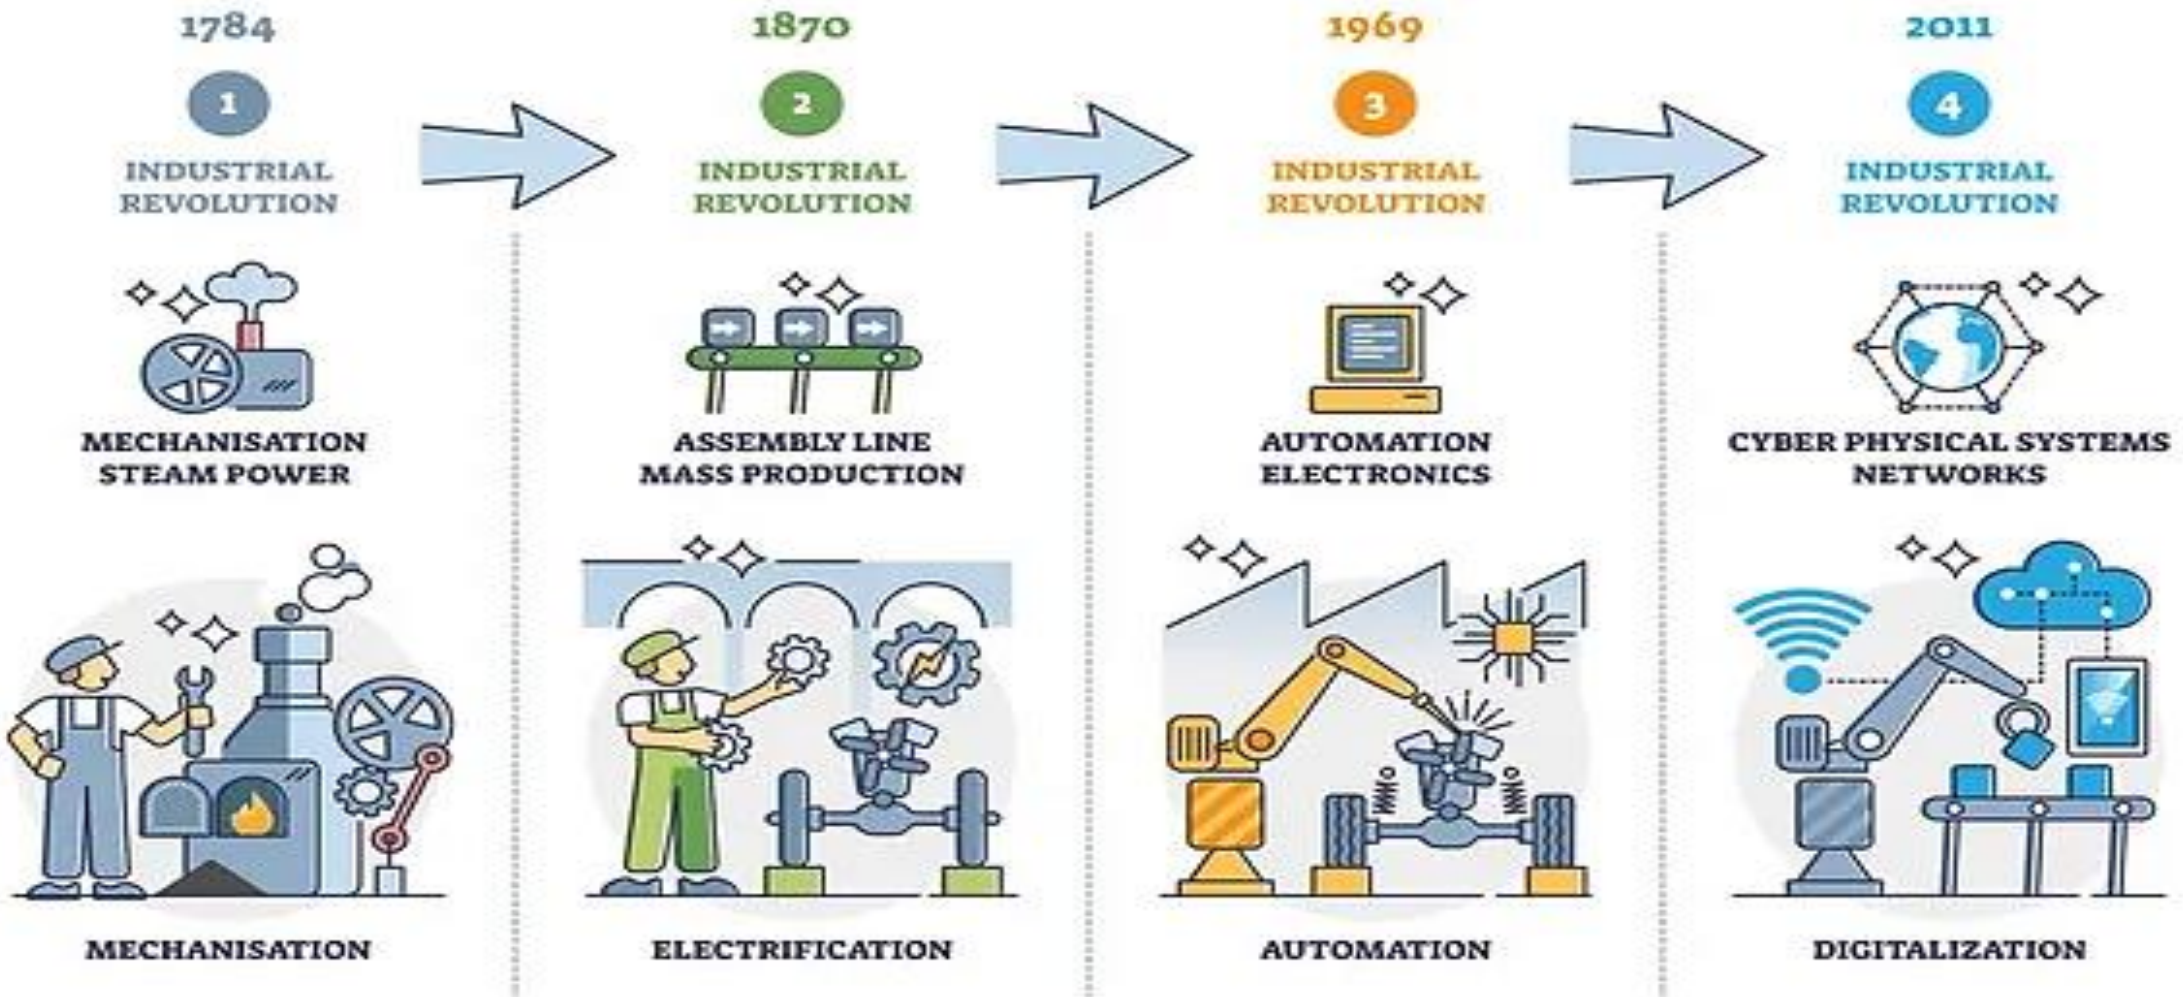 1784
1
INDUSTRIAL
REVOLUTION
MECHANISATION
STEAM POWER
MECHANISATION
1870
2
INDUSTRIAL
REVOLUTION
ASSEMBLY LINE
MASS PRODUCTION
ELECTRIFICATION
1969
3
INDUSTRIAL
REVOLUTION
AUTOMATION
ELECTRONICS
AUTOMATION
2011
4
INDUSTRIAL
REVOLUTION
CYBER PHYSICAL SYSTEMS
NETWORKS
DIGITALIZATION